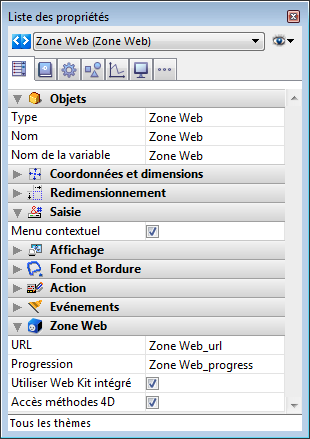 Liste des propriétés
Zone Web (Zone Web)
Objets
Type Zone Web
Nom Zone Web
Nom de la variable Zone Web
Coordonnées et dimensions
Redimensionnement
Saisie
Menu contextuel
Affichage
Fond et Bordure
Action
Evénements
Zone Web
URL Zone Web_url
Progression Zone Web_progress
Utiliser Web Kit intégré
Accès méthodes 4D
Tous les thèmes